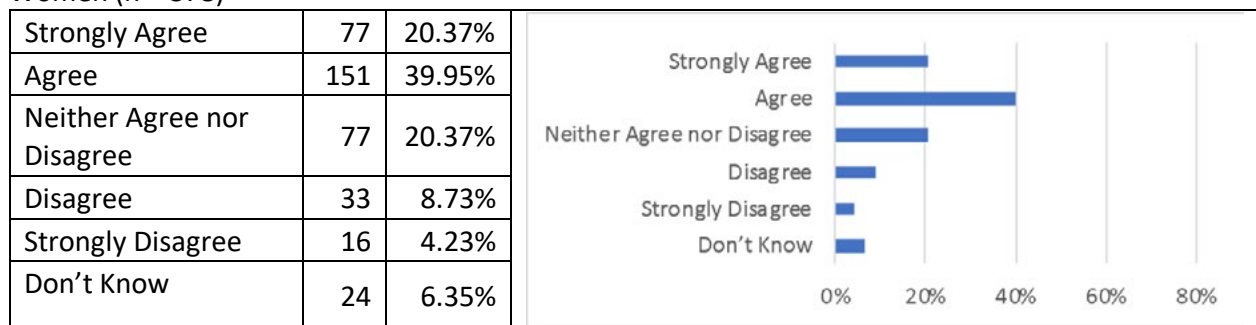 Women (n = 378)
Strongly Agree 77 20.37%
Agree 151 39.95%
Neither Agree nor
Disagree 77 20.37%
Disagree 33 8.73%
Strongly Disagree 16 4.23%
Don’t Know 24 6.35%
Strongly Agree
Agree
Neither Agree nor Disagree
Disagree
Strongly Disagree
Don’t Know
0% 20% 40% 60% 80%